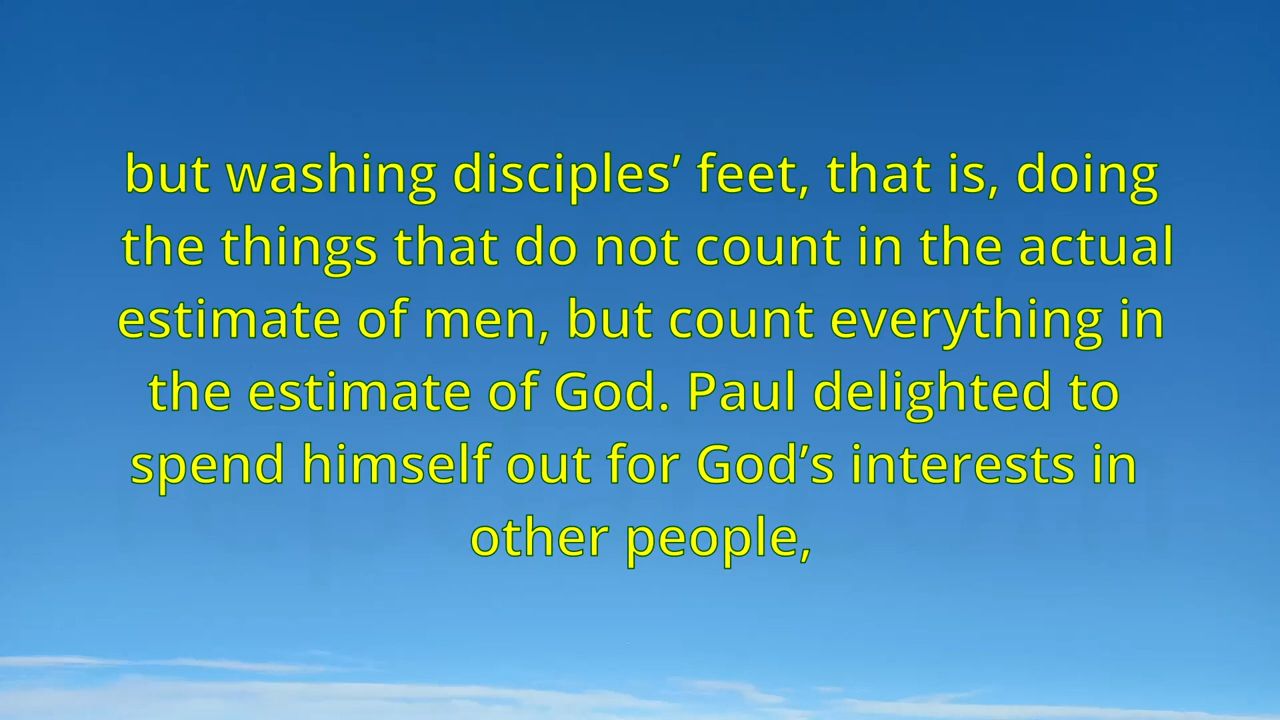 but washing disciples’ feet, that is, doing
the things that do not count in the actual
estimate of men, but count everything in
the estimate of God. Paul delighted to
spend himself out for God’s interests in
other people,